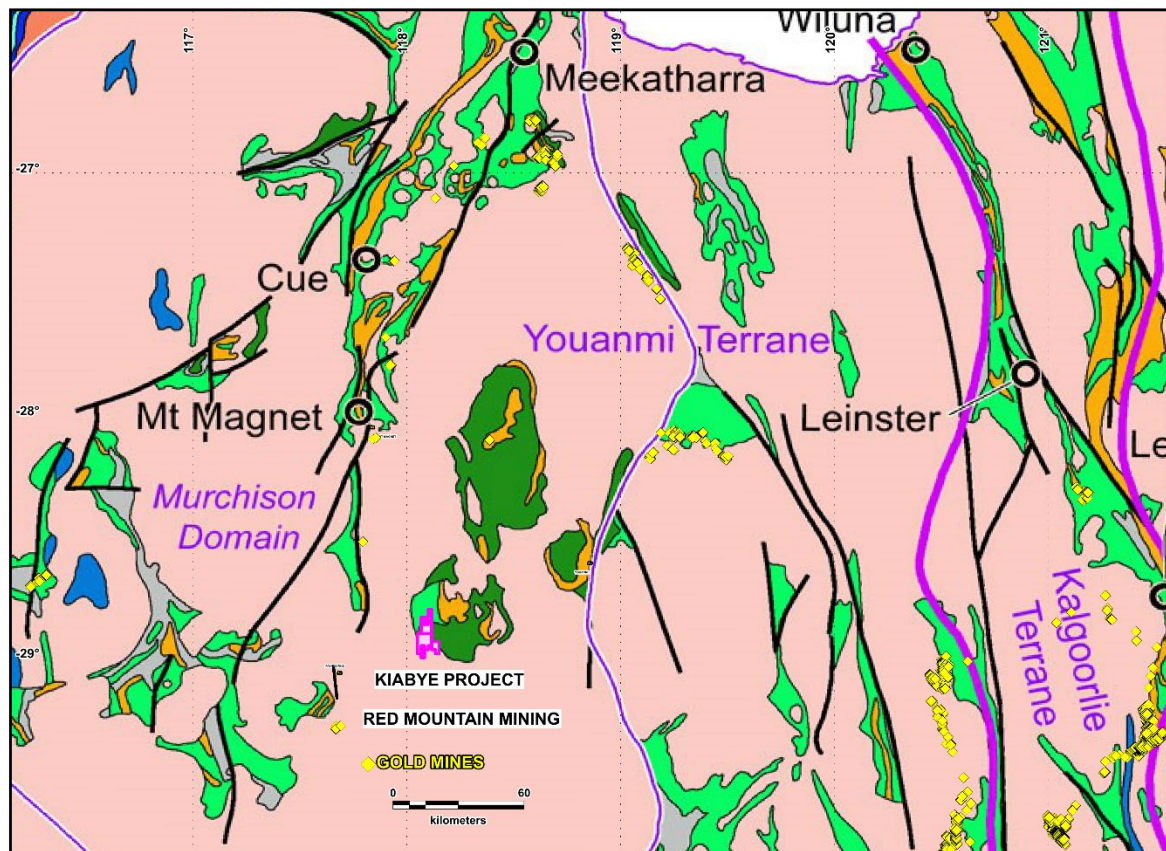 117°
118°
119°
120°
121°
Wiluna
Meekatharra
-27°
Cue
Youanmi Terrane
-28°
Mt Magnet
Leinster
Le
Murchison
Domain
Kalgoorlie
Terrane
-29°
KIABYE PROJECT
RED MOUNTAIN MINING
GOLD MINES
0 60
kilometers